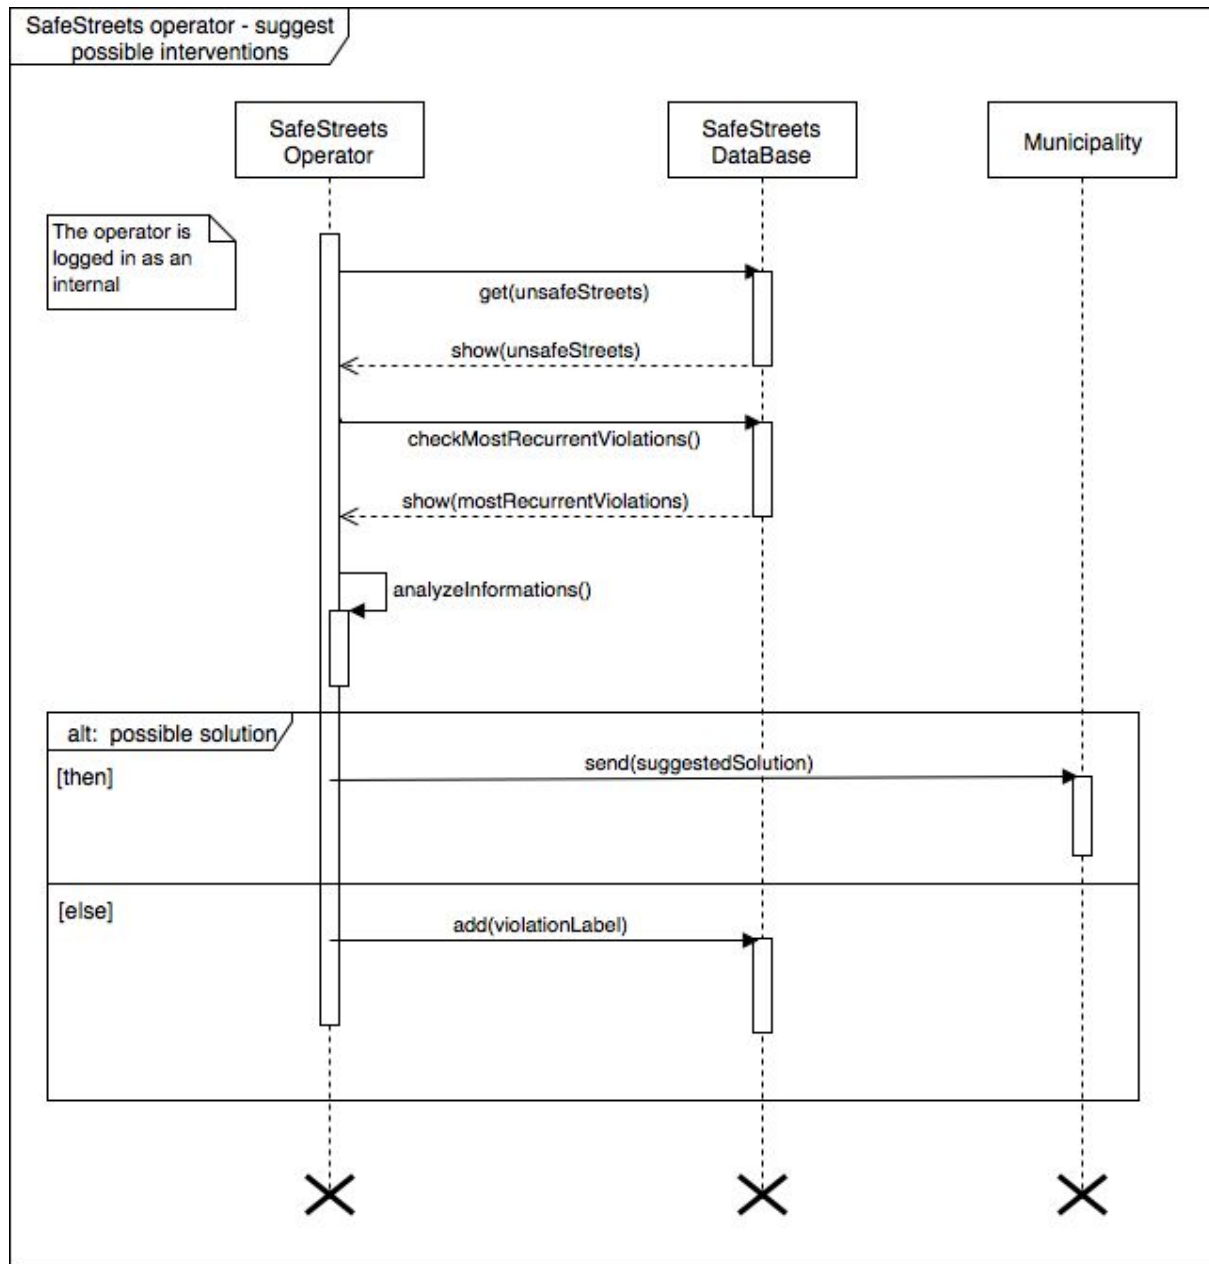 SafeStreets operator - suggest
possible interventions
SafeStreets
Operator
SafeStreets
DataBase
Municipality
The operator is
logged in as an
internal
get(unsafeStreets)
show(unsafeStreets)
checkMostRecurrentViolations()
show(mostRecurrentViolations)
analyzeInformations()
alt:  possible solution
[then]
send(suggestedSolution)
[else]
add(violationLabel)